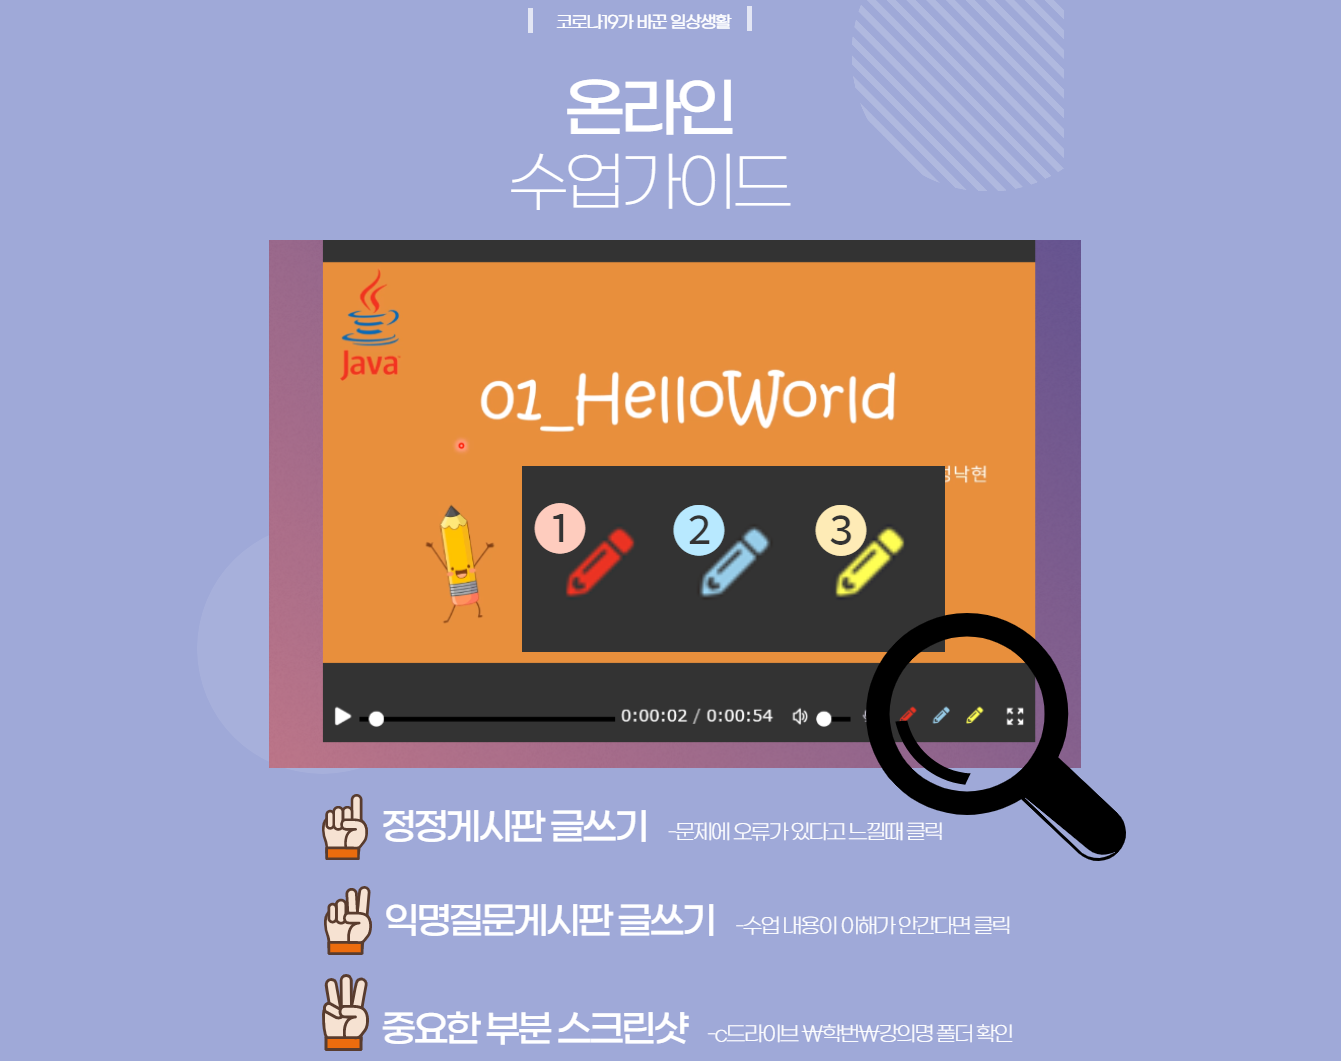 코로나19가 바꾼 일상생활
온라인
수업가이드
Java
01_HelloWorld
낙현
1 2 3
0:00:02 / 0:00:54
정정게시판 글쓰기 -문제에 오류가 있다고 느낄때 클릭
익명질문게시판 글쓰기 -수업 내용이 이해가 안간다면 클릭
중요한 부분 스크린샷 -c드라이브 ₩학번₩강의명 폴더 확인